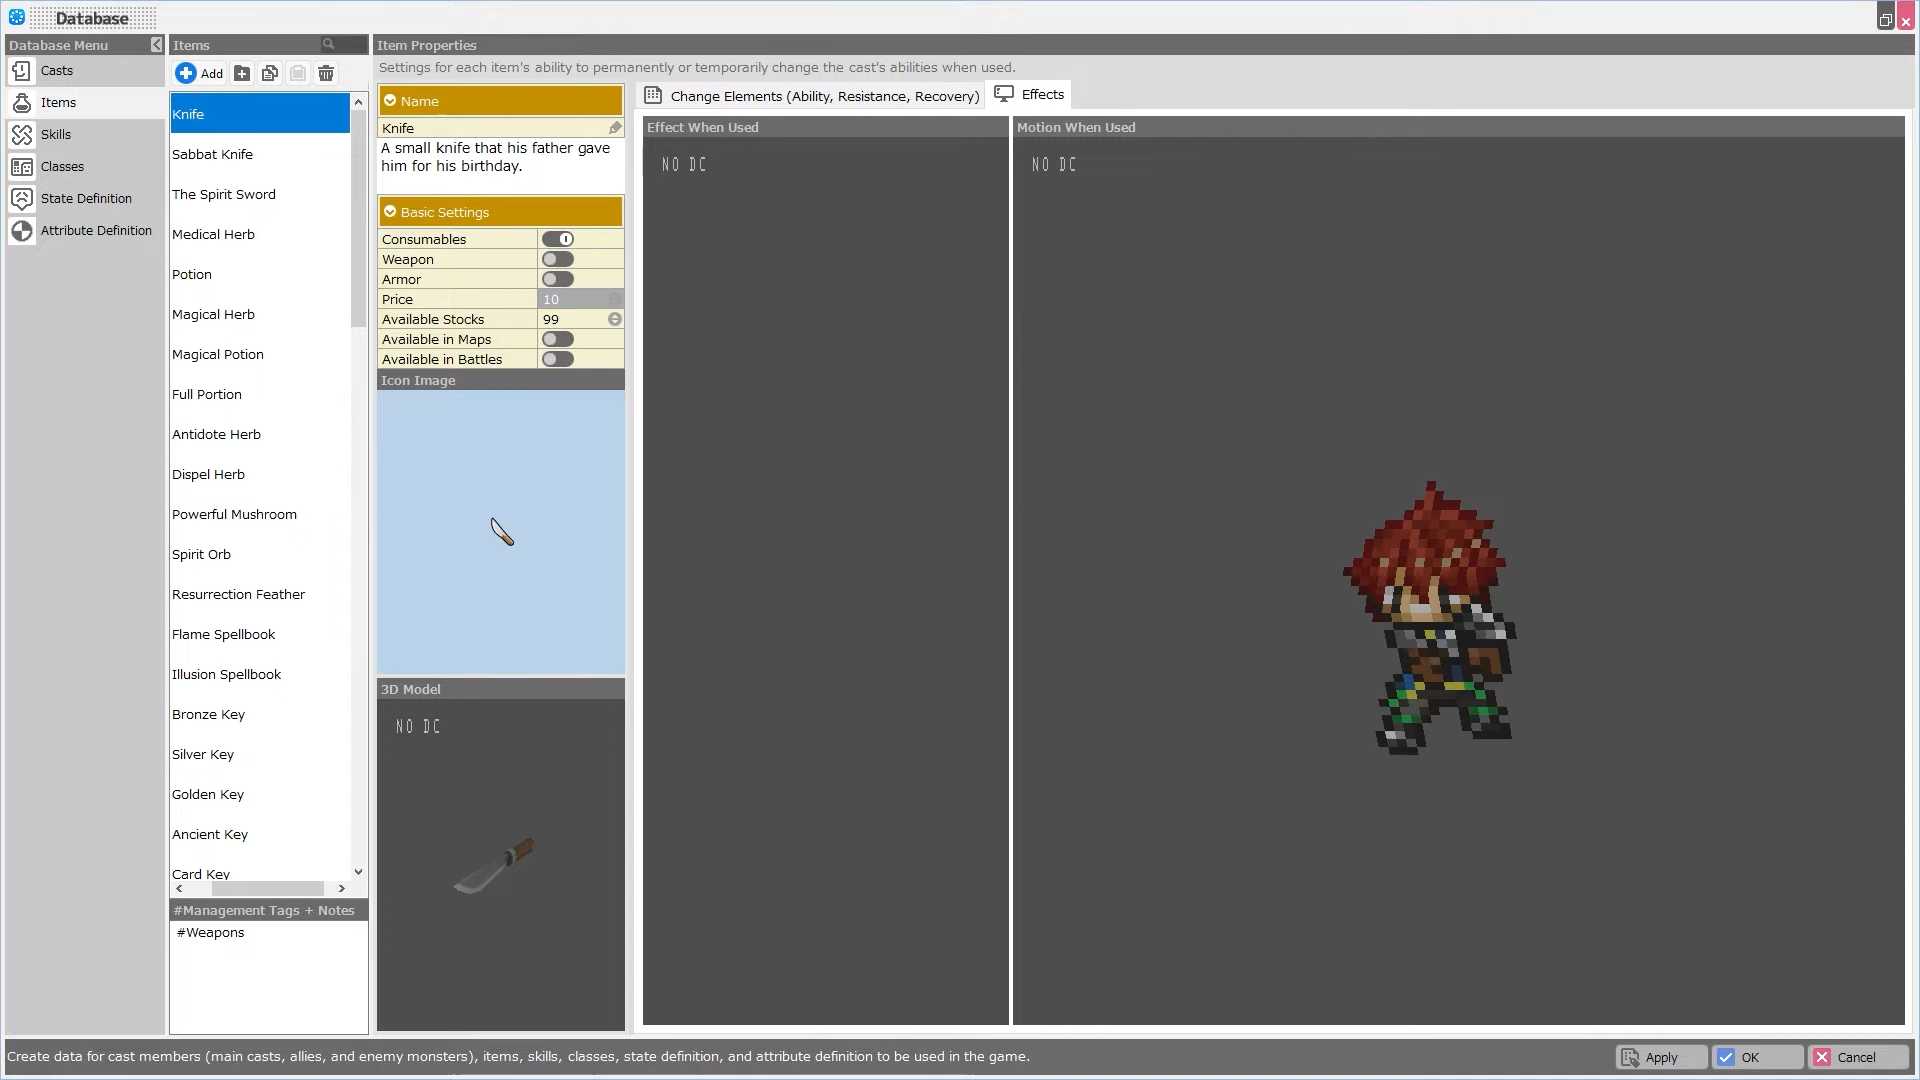 Database
Database Menu
Casts
Items
Skills
Classes
State Definition
Attribute Definition
Items
Add
Knife
Sabbat Knife
The Spirit Sword
Medical Herb
Potion
Magical Herb
Magical Potion
Full Portion
Antidote Herb
Dispel Herb
Powerful Mushroom
Spirit Orb
Resurrection Feather
Flame Spellbook
Illusion Spellbook
Bronze Key
Silver Key
Golden Key
Ancient Key
Card Key
#Management Tags + Notes
#Weapons
Item Properties
Settings for each item's ability to permanently or temporarily change the cast's abilities when used.
Name
Knife
A small knife that his father gave
him for his birthday.
Basic Settings
Consumables
Weapon
Armor
Price 10
Available Stocks 99
Available in Maps
Available in Battles
Icon Image
3D Model
NO DC
Change Elements (Ability, Resistance, Recovery)
Effects
Effect When Used
NO DC
Motion When Used
NO DC
Create data for cast members (main casts, allies, and enemy monsters), items, skills, classes, state definition, and attribute definition to be used in the game.
Apply
OK
Cancel